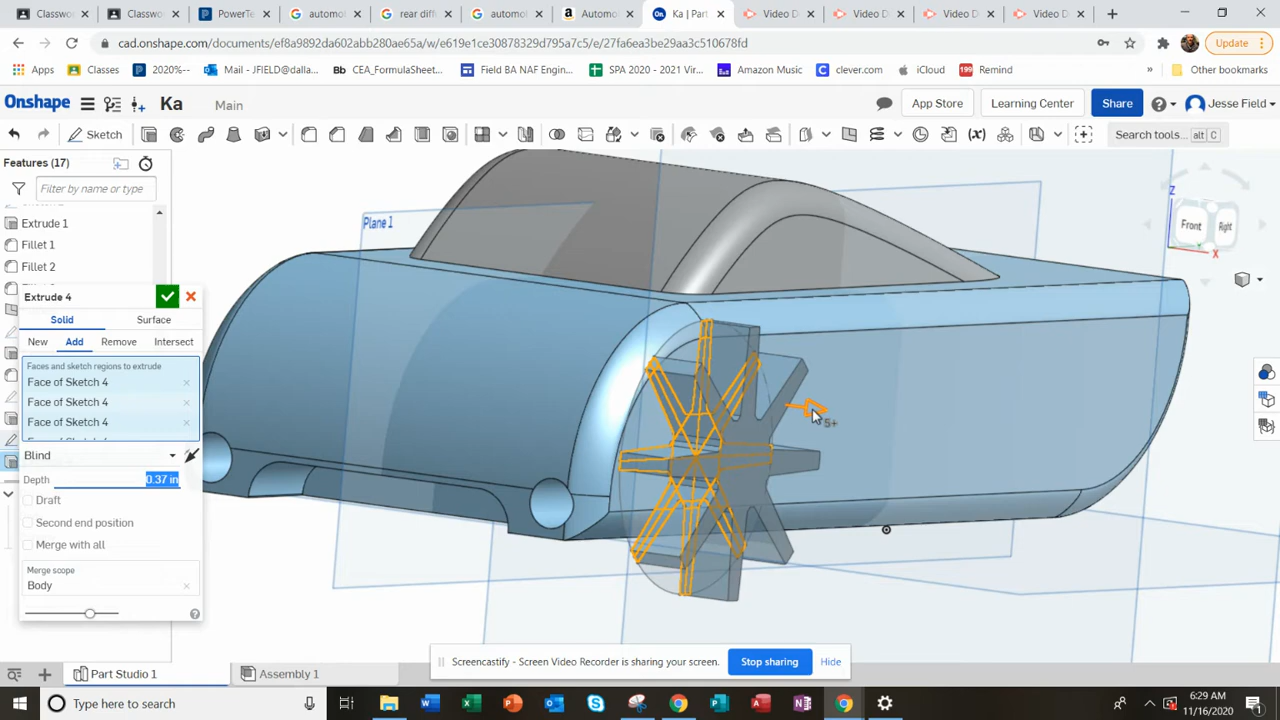 Classwo
Classwo
PowerTe
automo
rear diff
automo
Automol
Ka | Part
Video D
Video D
Video D
Video D
cad.onshape.com/documents/ef8a9892da602abb280ae65a/w/e619e1de30878329d795a7c5/e/27fa6ea3be29aa3c510678fd
Update
Apps
Classes
2020%--
Mail - JFIELD@dalla...
Bb
CEA_FormulaSheet...
Field BA NAF Engin...
SPA 2020 - 2021 Vir...
Amazon Music
clever.com
iCloud
199
Remind
Other bookmarks
Onshape
Ka
Main
App Store
Learning Center
Share
Jesse Field
Sketch
(x)
Search tools...
alt C
Features (17)
Filter by name or type
Extrude 1
Fillet 1
Fillet 2
Extrude 4
Solid
Surface
New
Add
Remove
Intersect
Faces and sketch regions to extrude
Face of Sketch 4
Face of Sketch 4
Face of Sketch 4
Blind
Depth
0.37 in
Draft
Second end position
Merge with all
Merge scope
Body
Plane 1
5+
Z
Front
Right
X
Screencastify - Screen Video Recorder is sharing your screen.
Stop sharing
Hide
Part Studio 1
Assembly 1
Type here to search
6:29 AM
11/16/2020